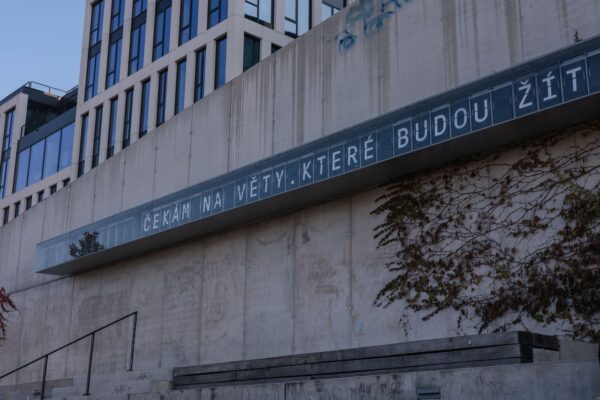 ČEKÁM NA VĚTY, KTERÉ BUDOU ŽÍT